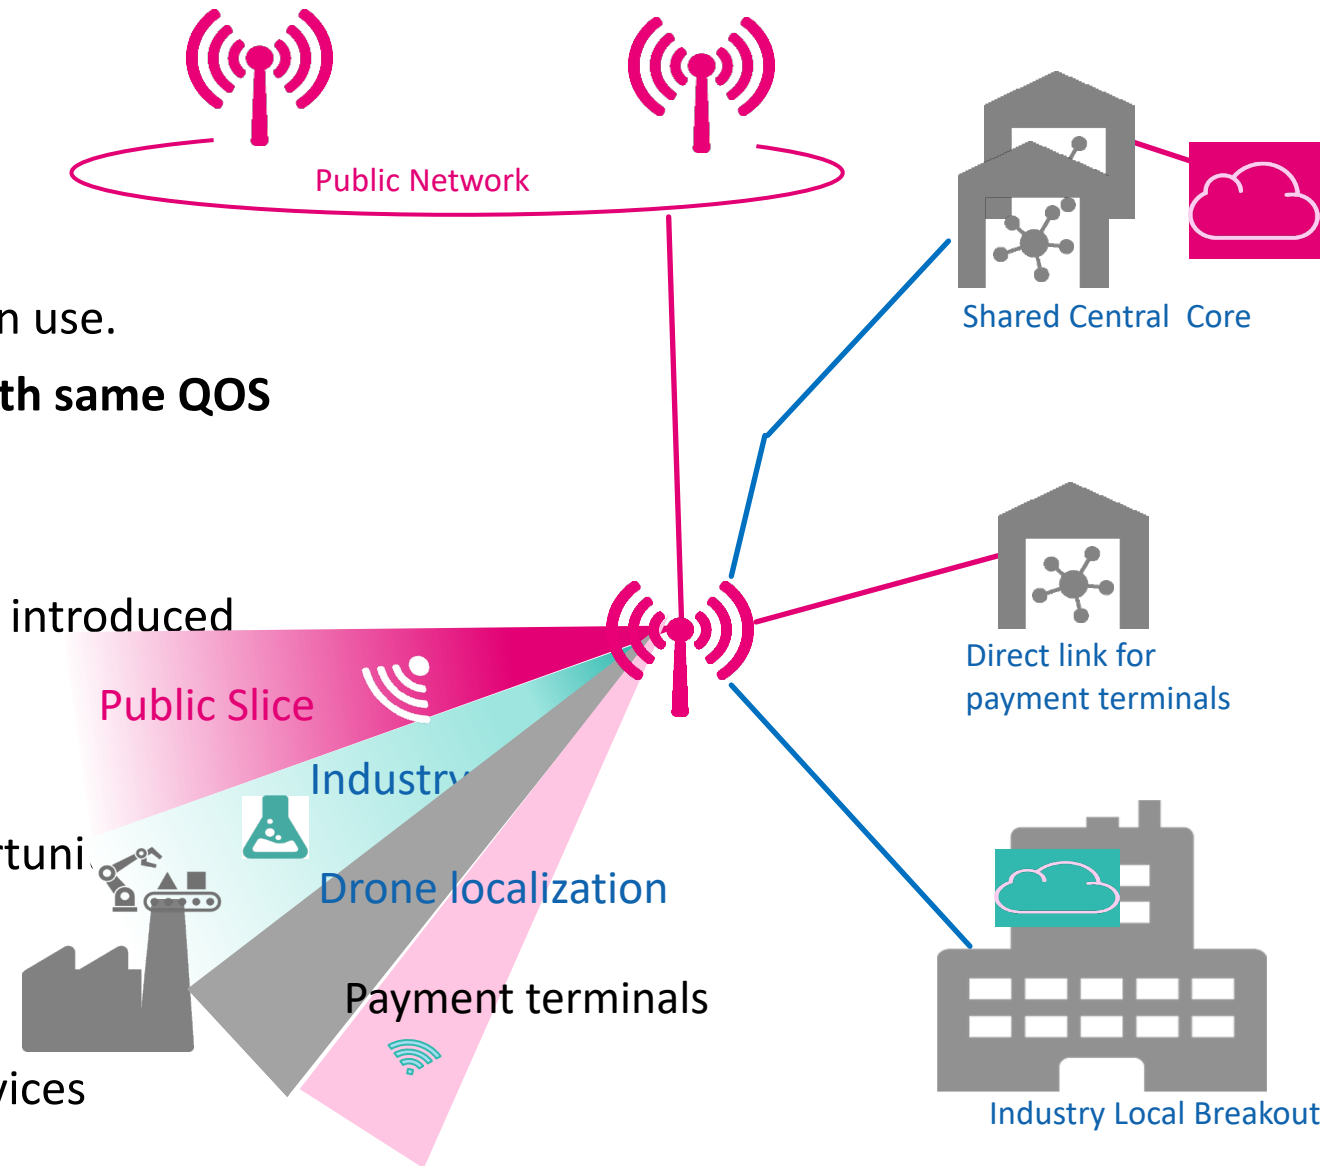 Public Network
Shared Central Core
n use.
th same QOS
introduced
Direct link for
payment terminals
Public Slice
Industry
rtuni
Drone localization
Payment terminals
vices
Industry Local Breakout